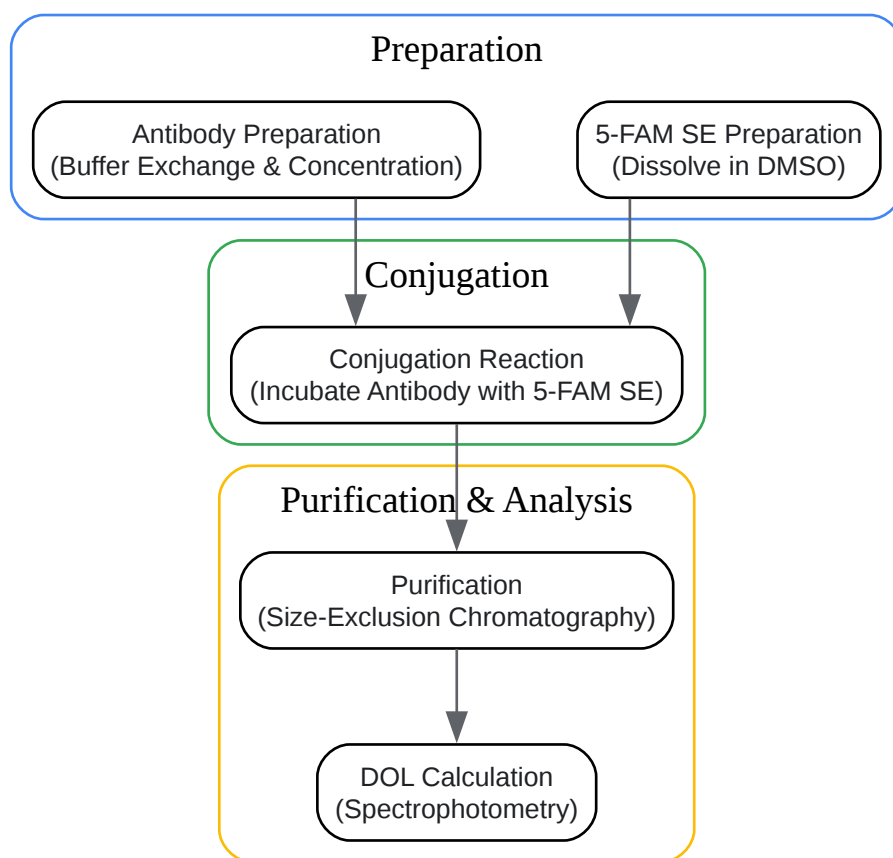 Preparation
Antibody Preparation
(Buffer Exchange & Concentration)
5-FAM SE Preparation
(Dissolve in DMSO)
Conjugation
Conjugation Reaction
(Incubate Antibody with 5-FAM SE)
Purification & Analysis
Purification
(Size-Exclusion Chromatography)
DOL Calculation
(Spectrophotometry)